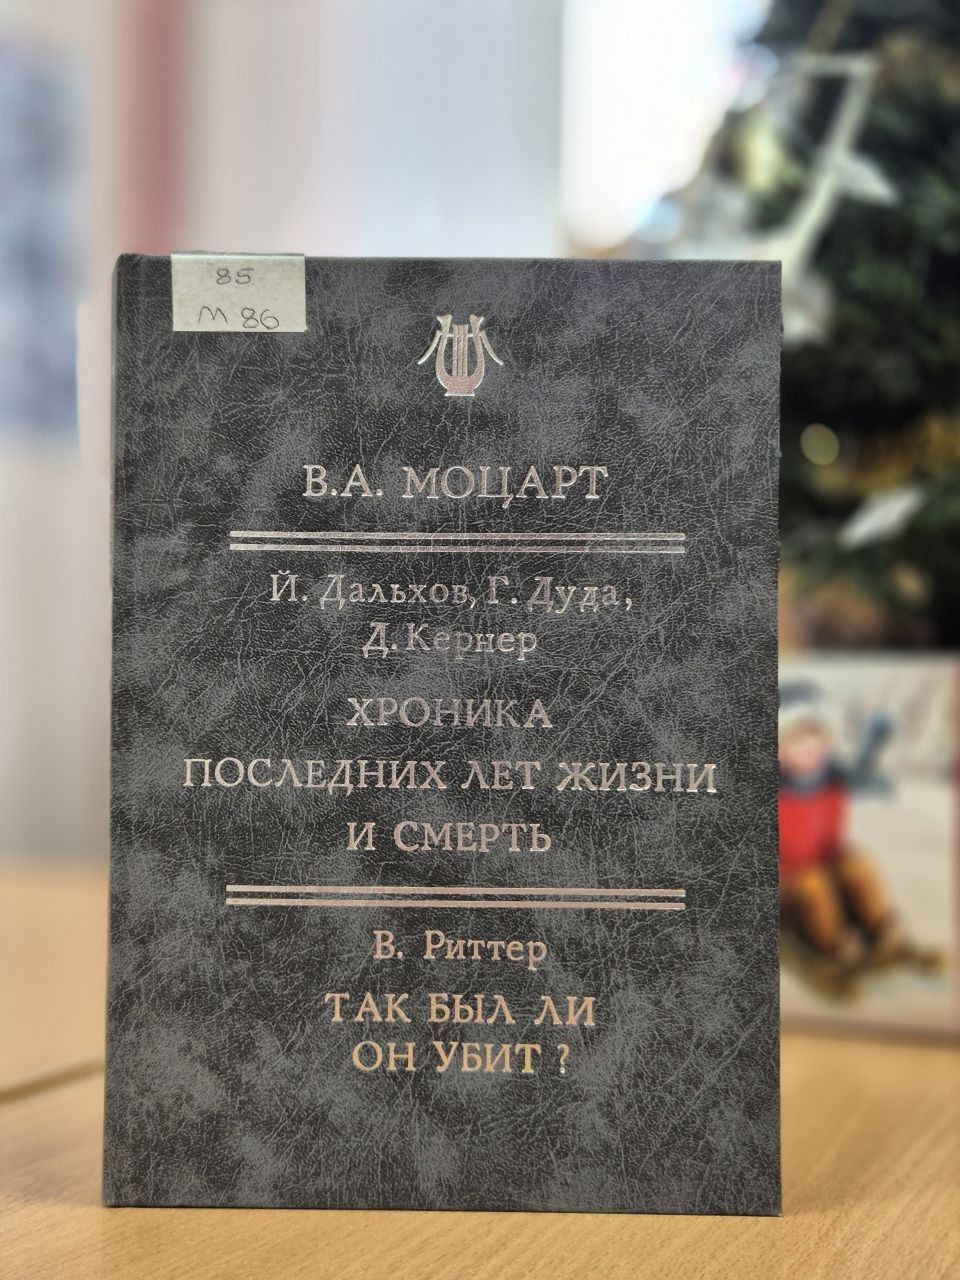 85
М 86
В.А. МОЦАРТ
Й. Дальхов, Г. Дуда,
Д. Кернер
ХРОНИКА
ПОСЛЕДНИХ ЛЕТ ЖИЗНИ
И СМЕРТЬ
В. Риттер
ТАК БЫЛ ЛИ
ОН УБИТ ?